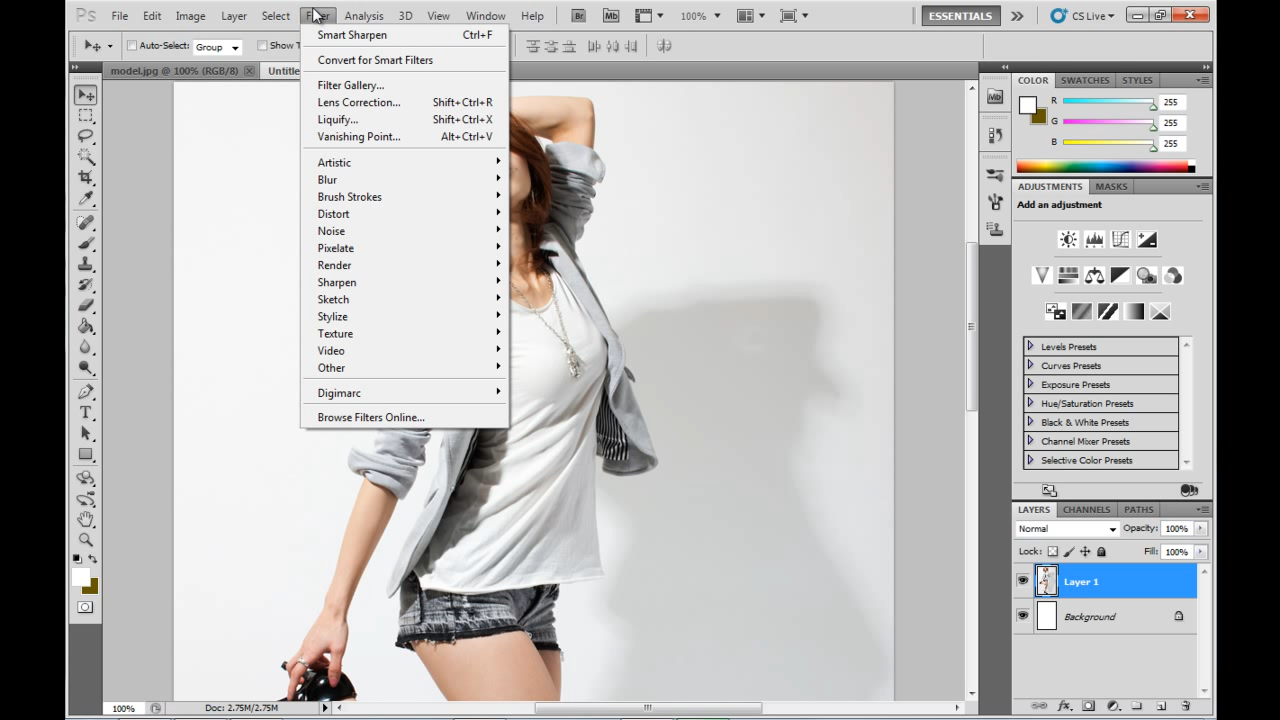 Ps File Edit Image Layer Select Filter Analysis 3D View Window Help Br Mb 100% ESSENTIALS CS Live
Auto-Select: Group Show T
model.jpg @ 100% (RGB/8) Untitle
Smart Sharpen Ctrl+F
Convert for Smart Filters
Filter Gallery...
Lens Correction... Shift+Ctrl+R
Liquify... Shift+Ctrl+X
Vanishing Point... Alt+Ctrl+V
Artistic
Blur
Brush Strokes
Distort
Noise
Pixelate
Render
Sharpen
Sketch
Stylize
Texture
Video
Other
Digimarc
Browse Filters Online...
Mb
COLOR SWATCHES STYLES
R 255
G 255
B 255
ADJUSTMENTS MASKS
Add an adjustment
Levels Presets
Curves Presets
Exposure Presets
Hue/Saturation Presets
Black & White Presets
Channel Mixer Presets
Selective Color Presets
LAYERS CHANNELS PATHS
Normal Opacity: 100%
Lock: Fill: 100%
Layer 1
Background
100% Doc: 2.75M/2.75M